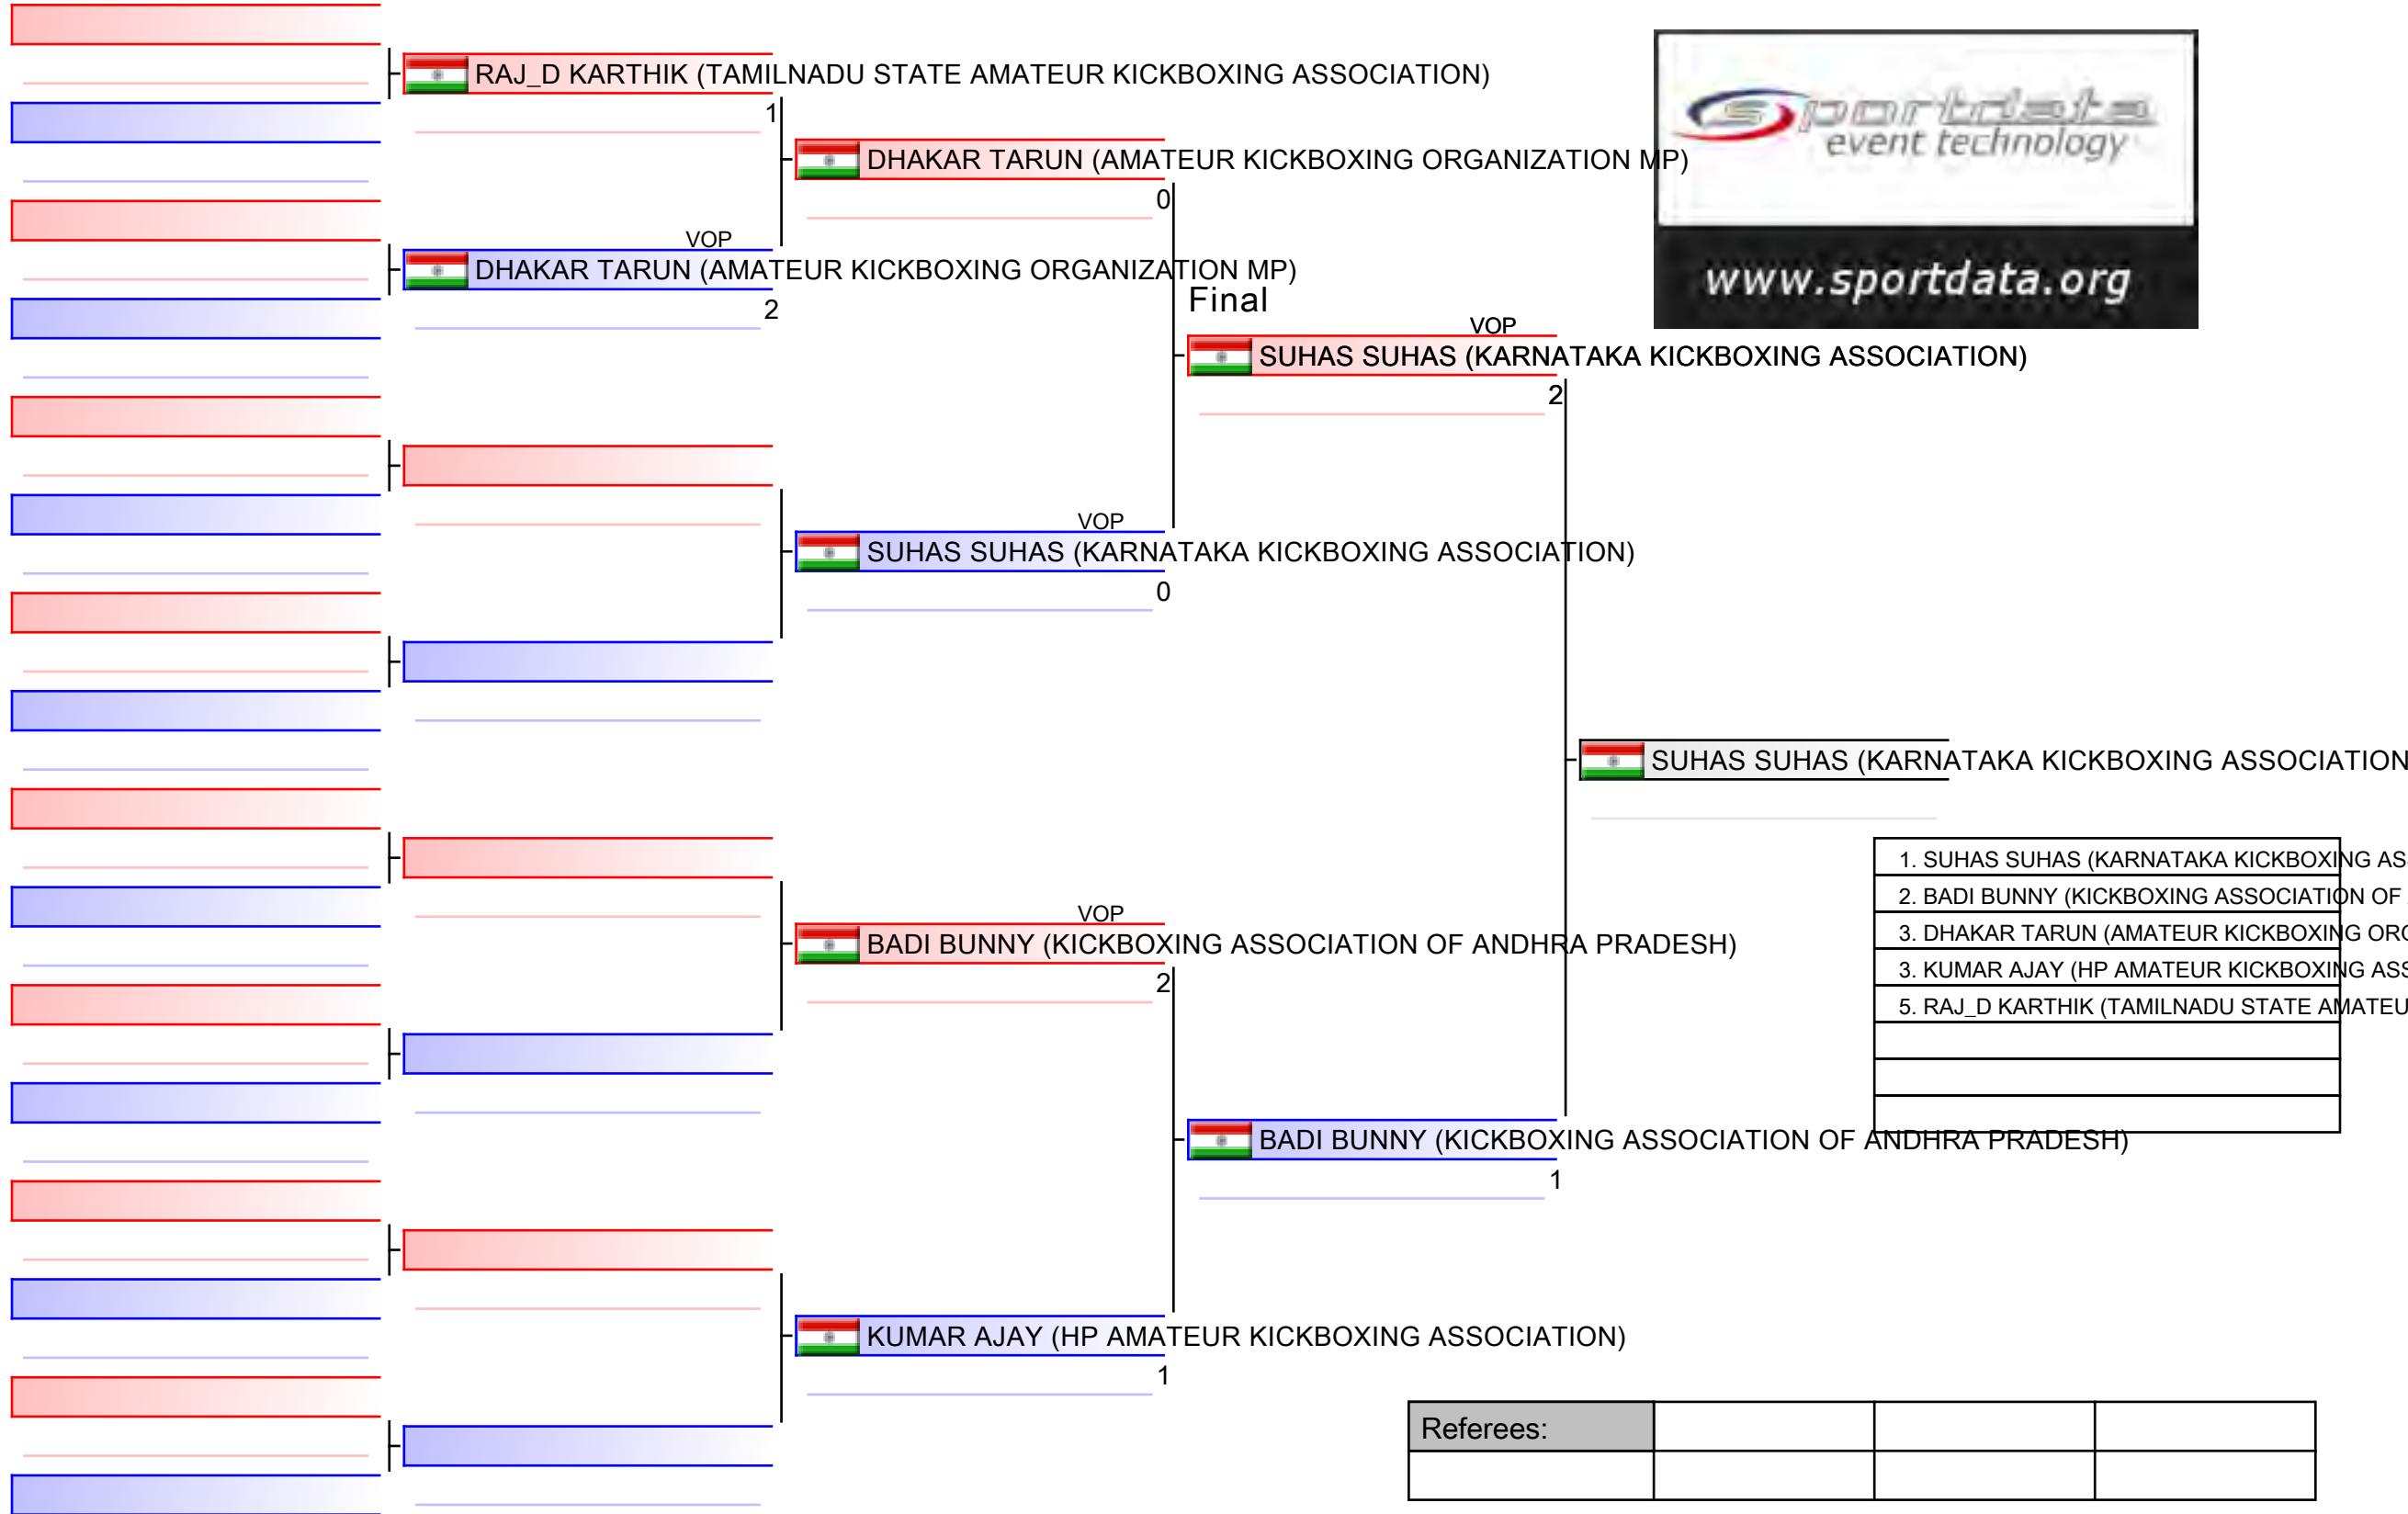 RAJ_D KARTHIK (TAMILNADU STATE AMATEUR KICKBOXING ASSOCIATION)
1
sportdata
event technology
www.sportdata.org
DHAKAR TARUN (AMATEUR KICKBOXING ORGANIZATION MP)
0
VOP
DHAKAR TARUN (AMATEUR KICKBOXING ORGANIZATION MP)
2
Final
VOP
SUHAS SUHAS (KARNATAKA KICKBOXING ASSOCIATION)
2
VOP
SUHAS SUHAS (KARNATAKA KICKBOXING ASSOCIATION)
0
SUHAS SUHAS (KARNATAKA KICKBOXING ASSOCIATION
1. SUHAS SUHAS (KARNATAKA KICKBOXING AS
2. BADI BUNNY (KICKBOXING ASSOCIATION OF
3. DHAKAR TARUN (AMATEUR KICKBOXING ORG
3. KUMAR AJAY (HP AMATEUR KICKBOXING ASS
5. RAJ_D KARTHIK (TAMILNADU STATE AMATEU
VOP
BADI BUNNY (KICKBOXING ASSOCIATION OF ANDHRA PRADESH)
2
BADI BUNNY (KICKBOXING ASSOCIATION OF ANDHRA PRADESH)
1
KUMAR AJAY (HP AMATEUR KICKBOXING ASSOCIATION)
1
Referees: